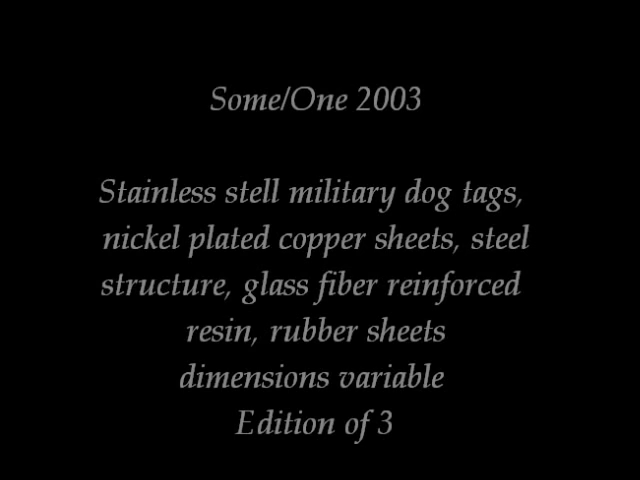 Some/One 2003
Stainless stell military dog tags,
nickel plated copper sheets, steel
structure, glass fiber reinforced
resin, rubber sheets
dimensions variable
Edition of 3